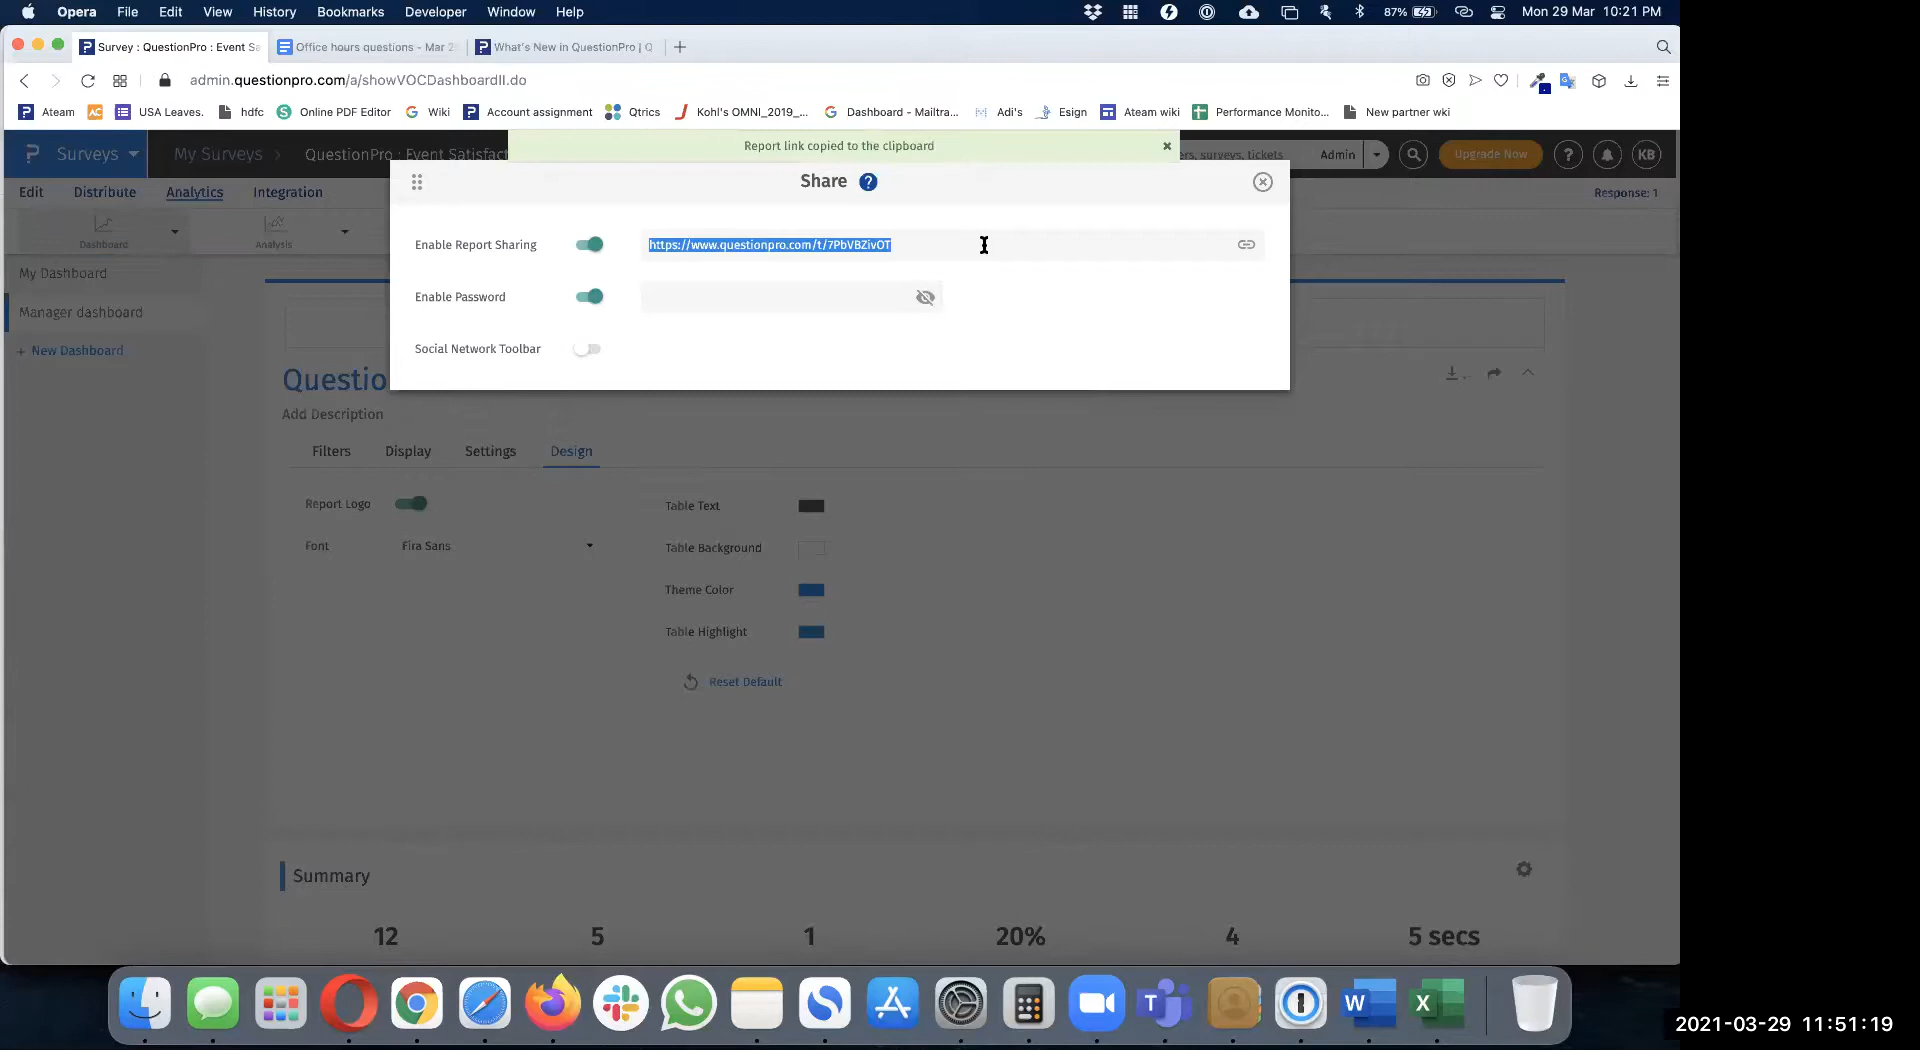 Opera File Edit View History Bookmarks Developer Window Help 87% Mon 29 Mar 10:21 PM
Survey : QuestionPro : Event Sa Office hours questions - Mar 2 What's New in QuestionPro | Q
admin.questionpro.com/a/showVOCDashboardII.do
Ateam USA Leaves. hdfc Online PDF Editor Wiki Account assignment Qtrics Kohl's OMNI_2019_... Dashboard - Mailtra... Adi's Esign Ateam wiki Performance Monito... New partner wki
Report link copied to the clipboard
Surveys My Surveys QuestionPro : Event Satisfact ers, surveys, tickets Admin Upgrade Now ? KB
Share ?
Edit Distribute Analytics Integration Response: 1
Dashboard Analysis
Enable Report Sharing https://www.questionpro.com/t/7PbVBZivOT
My Dashboard
Enable Password
Manager dashboard
Social Network Toolbar
+ New Dashboard
Questio
Add Description
Filters Display Settings Design
Report Logo Table Text
Font Fira Sans Table Background
Theme Color
Table Highlight
Reset Default
Summary
12 5 1 20% 4 5 secs
2021-03-29 11:51:19